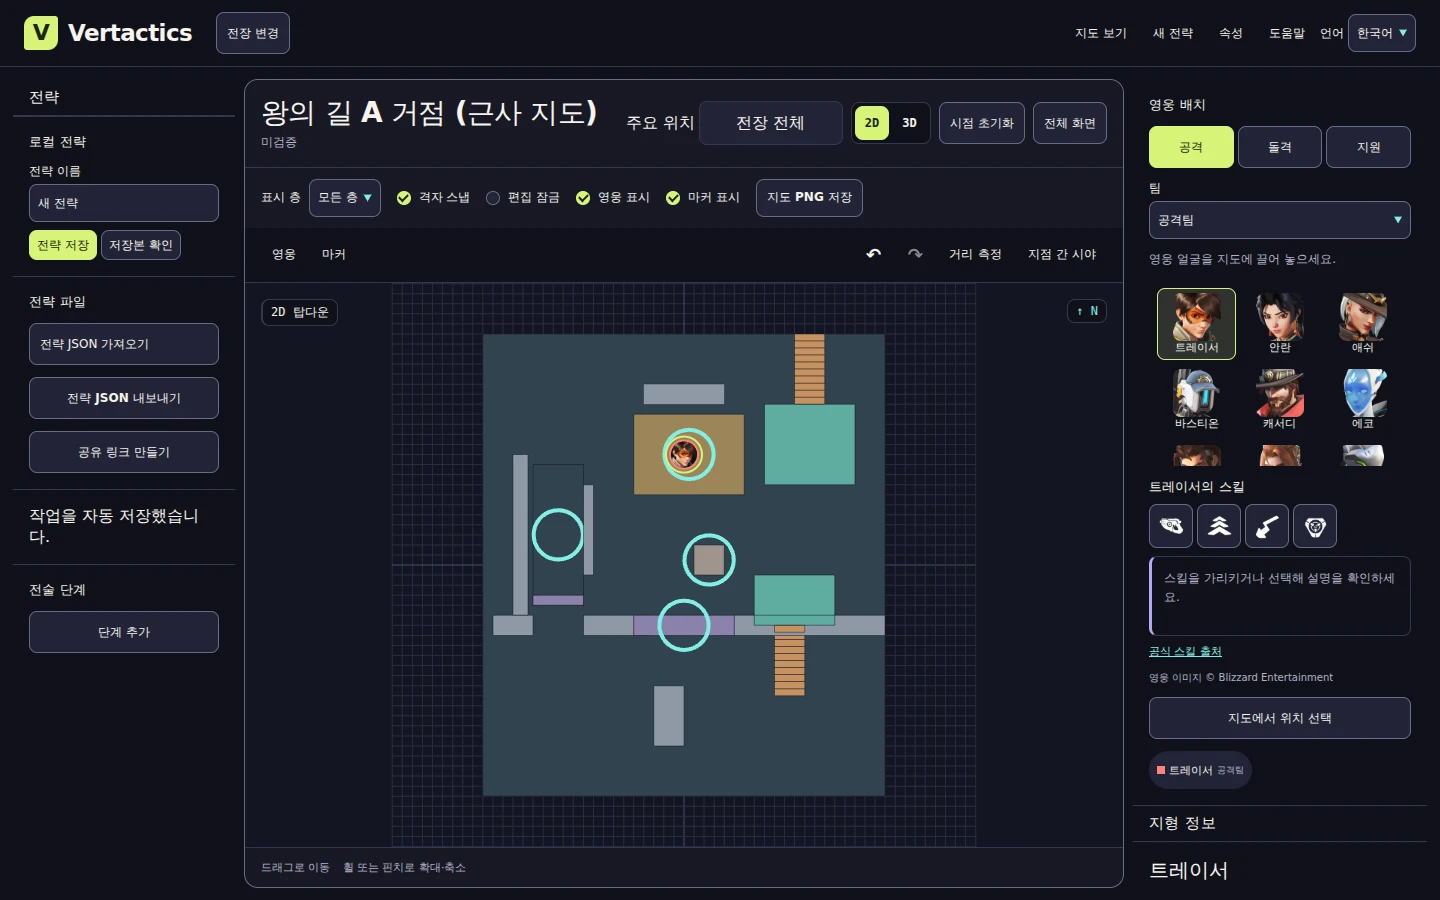 V Vertactics
전장 변경
지도 보기
새 전략
속성
도움말
언어
한국어
전략
로컬 전략
전략 이름
새 전략
전략 저장
저장본 확인
전략 파일
전략 JSON 가져오기
전략 JSON 내보내기
공유 링크 만들기
작업을 자동 저장했습니
다.
전술 단계
단계 추가
왕의 길 A 거점 (근사 지도)
미검증
주요 위치
전장 전체
2D
3D
시점 초기화
전체 화면
표시 층
모든 층
격자 스냅
편집 잠금
영웅 표시
마커 표시
지도 PNG 저장
영웅
마커
↶
↷
거리 측정
지점 간 시야
2D 탑다운
↑ N
드래그로 이동
휠 또는 핀치로 확대·축소
영웅 배치
공격
돌격
지원
팀
공격팀
영웅 얼굴을 지도에 끌어 놓으세요.
트레이서
안란
애쉬
바스티온
캐서디
에코
트레이서의 스킬
스킬을 가리키거나 선택해 설명을 확인하세
요.
공식 스킬 출처
영웅 이미지 © Blizzard Entertainment
지도에서 위치 선택
트레이서 공격팀
지형 정보
트레이서